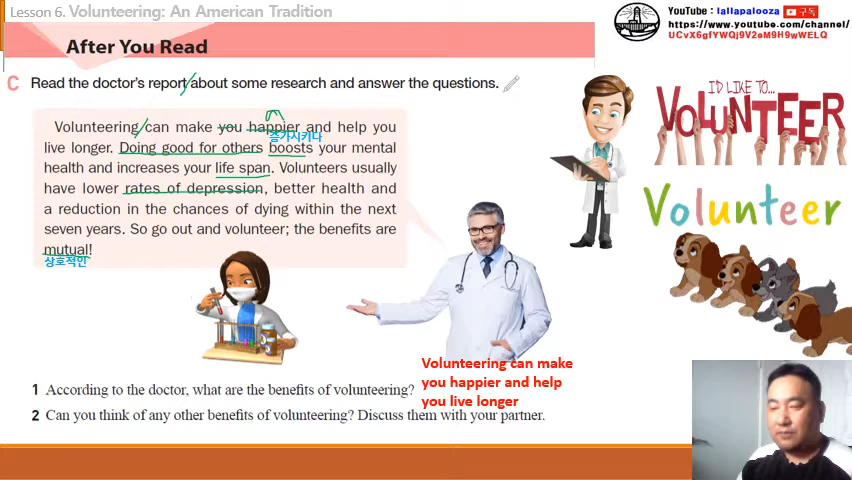 Lesson 6. Volunteering: An American Tradition
YouTube : lallapalooza 구독
https://www.youtube.com/channel/
UCvX6gfYWQj9V2eM9H9wWELQ
After You Read
C Read the doctor's report about some research and answer the questions.
Volunteering can make you happier and help you
증가시키다
live longer. Doing good for others boosts your mental
health and increases your life span. Volunteers usually
have lower rates of depression, better health and
a reduction in the chances of dying within the next
seven years. So go out and volunteer; the benefits are
mutual!
상호적인
I'D LIKE TO...
VOLUNTEER
Volunteer
Volunteering can make
you happier and help
you live longer
1 According to the doctor, what are the benefits of volunteering?
2 Can you think of any other benefits of volunteering? Discuss them with your partner.